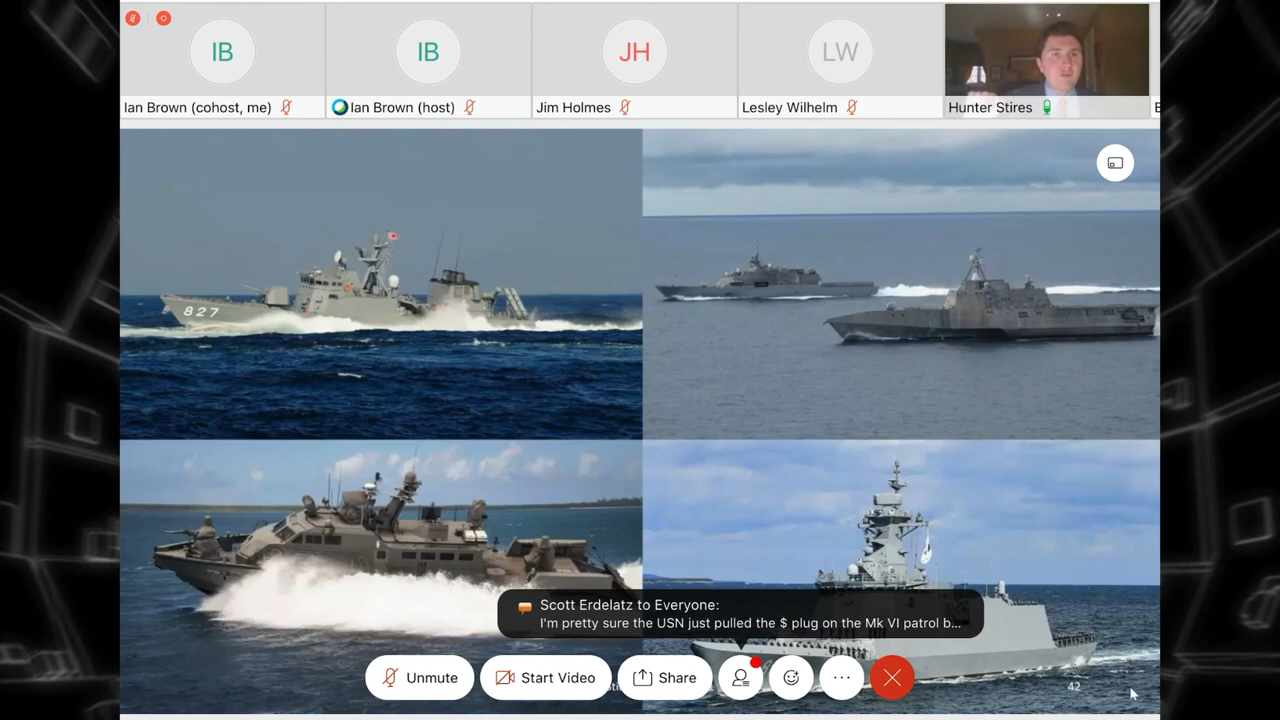 IB
IB
JH
LW
Ian Brown (cohost, me)
Ian Brown (host)
Jim Holmes
Lesley Wilhelm
Hunter Stires
827
Scott Erdelatz to Everyone:
I'm pretty sure the USN just pulled the $ plug on the Mk VI patrol b...
Unmute
Start Video
Share
42